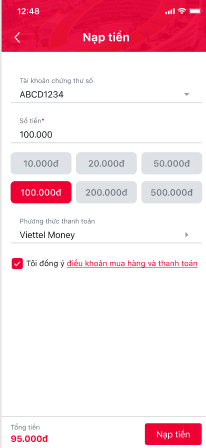 12:48
Nạp tiền
Tài khoản chứng thư số
ABCD1234
Số tiền*
100.000
10.000đ 20.000đ 50.000đ
100.000đ 200.000đ 500.000đ
Phương thức thanh toán
Viettel Money
Tôi đồng ý điều khoản mua hàng và thanh toán
Tổng tiền
95.000đ
Nạp tiền